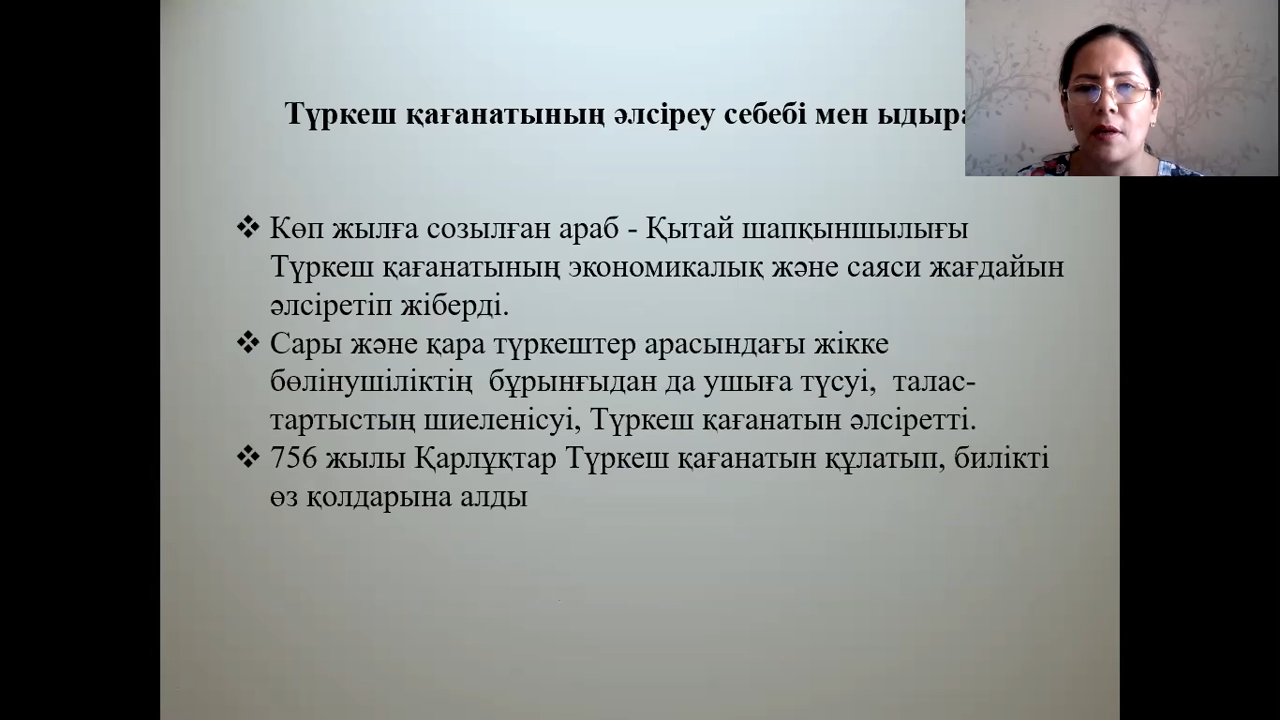 Түркеш қағанатының әлсіреу себебі мен
❖ Көп жылға созылған араб - Қытай шапқыншылығы
Түркеш қағанатының экономикалық және саяси жағдайын
әлсіретіп жіберді.
❖ Сары және қара түркештер арасындағы жікке
бөлінушіліктің бұрынғыдан да ушыға түсуі, талас-
тартыстың шиеленісуі, Түркеш қағанатын әлсіретті.
❖ 756 жылы Қарлұқтар Түркеш қағанатын құлатып, билікті
өз қолдарына алды